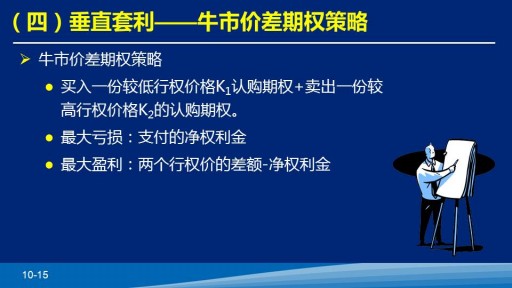 （四）垂直套利——牛市价差期权策略
牛市价差期权策略
买入一份较低行权价格K1认购期权+卖出一份较
高行权价格K2的认购期权。
最大亏损：支付的净权利金
最大盈利：两个行权价的差额-净权利金
10-15